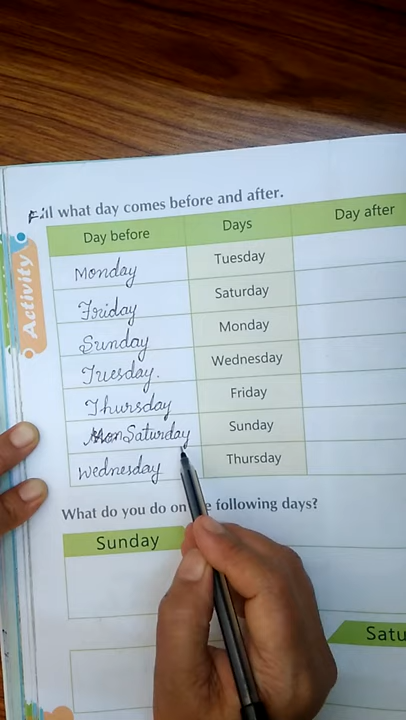 Fill what day comes before and after.
Day before Days Day after
Monday Tuesday
Friday Saturday
Sunday Monday
Tuesday. Wednesday
Thursday Friday
Saturday Sunday
Wednesday Thursday
What do you do on the following days?
Sunday
Satu
Activity